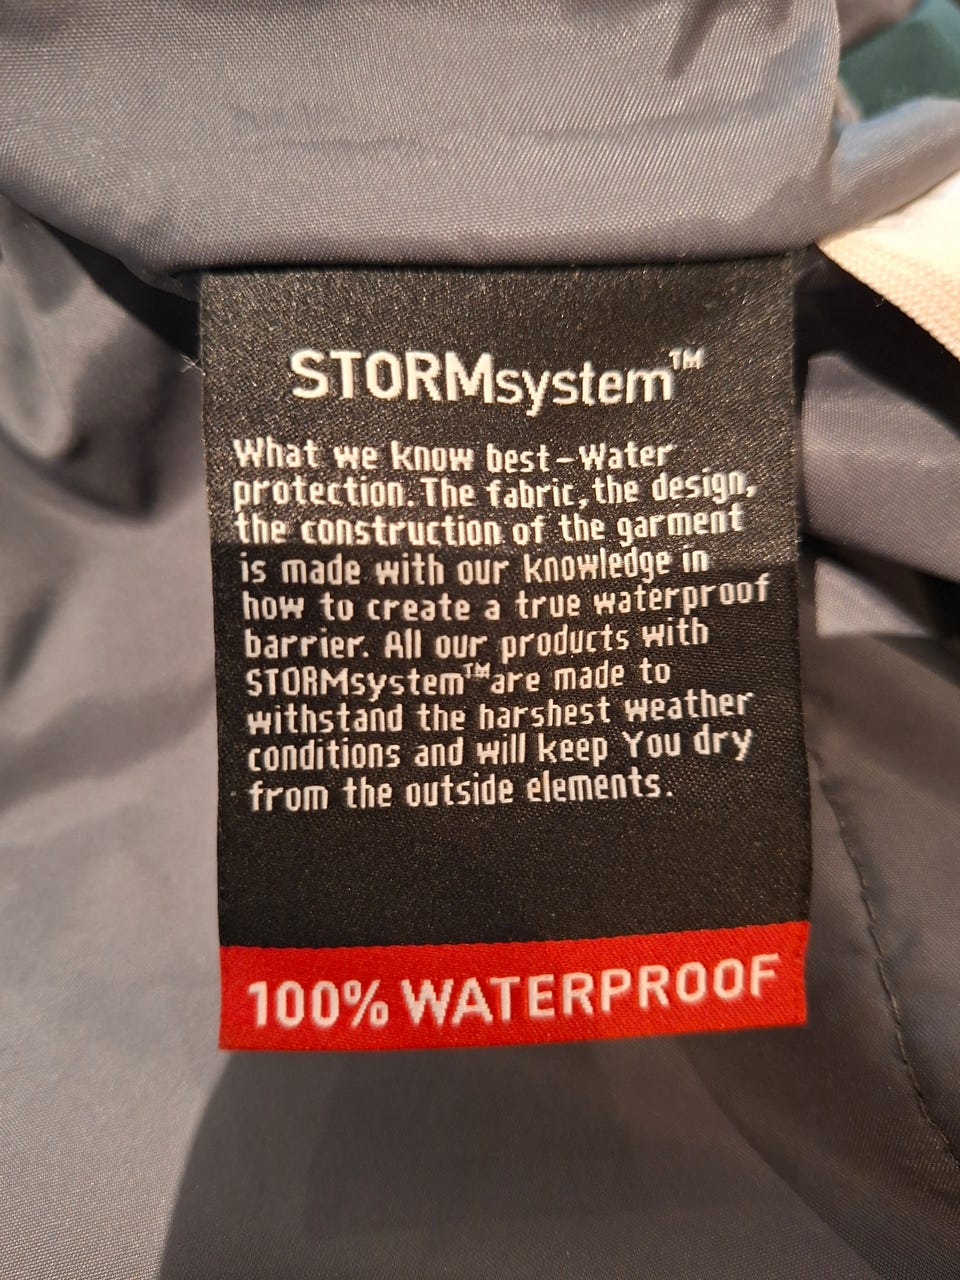 STORMsystem™
What we know best-Water
protection. The fabric, the design,
the construction of the garment
is made with our knowledge in
how to create a true waterproof
barrier. All our products with
STORMsystem™ are made to
withstand the harshest weather
conditions and will keep You dry
from the outside elements.
100% WATERPROOF